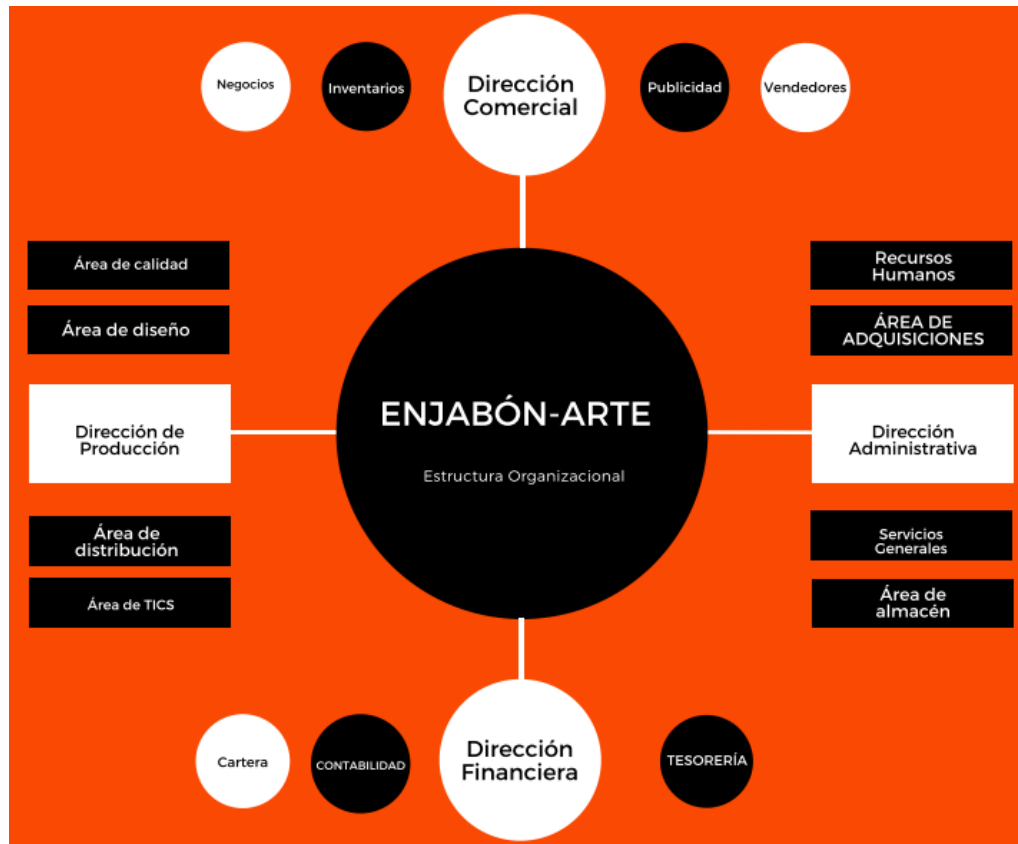 Negocios
Inventarios
Dirección
Comercial
Publicidad
Vendedores
Área de calidad
Área de diseño
Dirección de
Producción
Área de
distribución
Área de TICS
ENJABÓN-ARTE
Estructura Organizacional
Recursos
Humanos
ÁREA DE
ADQUISICIONES
Dirección
Administrativa
Servicios
Generales
Área de
almacén
Cartera
CONTABILIDAD
Dirección
Financiera
TESORERÍA